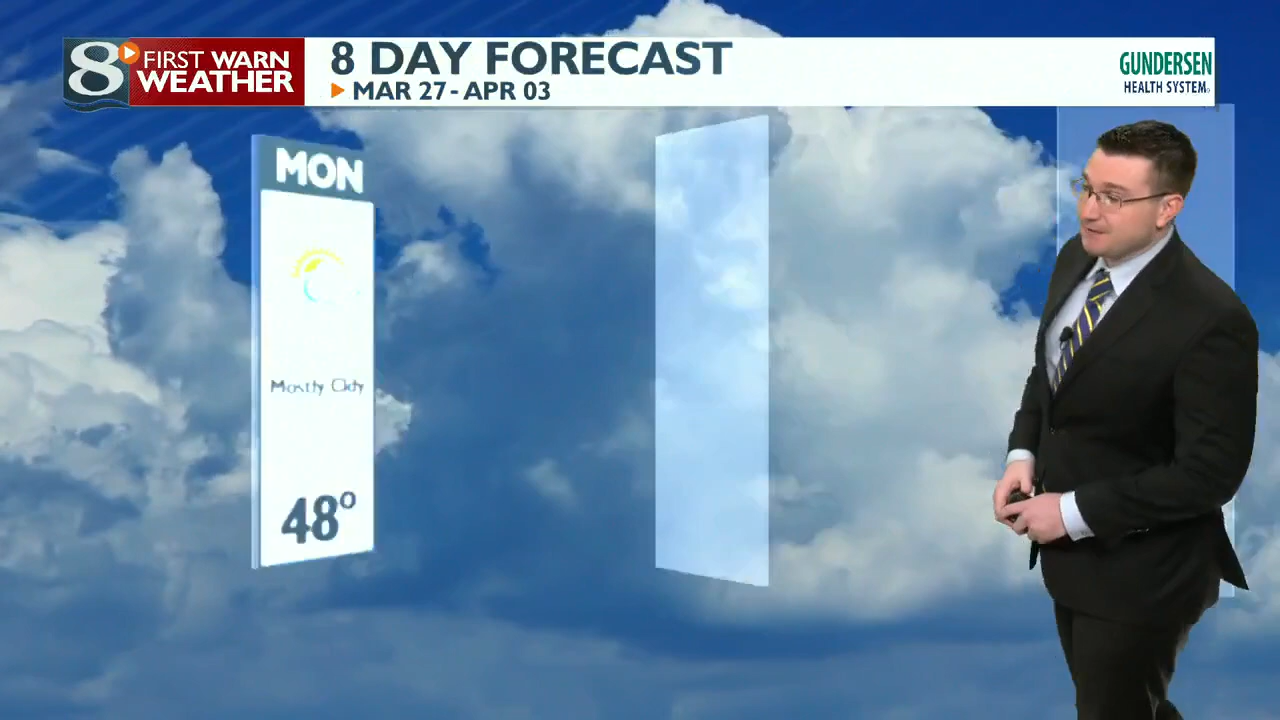 8
FIRST WARN
WEATHER
8 DAY FORECAST
MAR 27 - APR 03
GUNDERSEN
HEALTH SYSTEM
MON
Mostly Cldy
48°